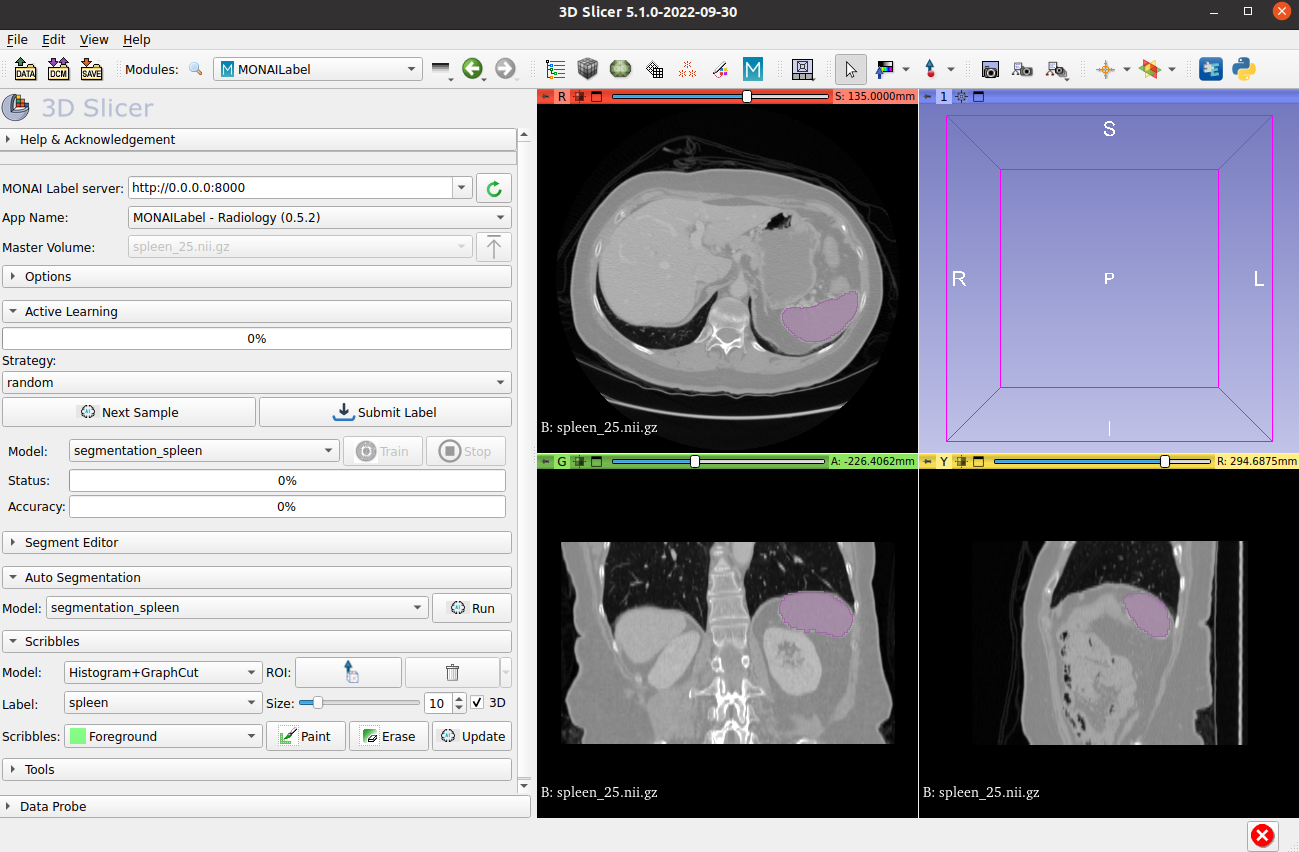 3D Slicer 5.1.0-2022-09-30
File Edit View Help
DATA DCM SAVE Modules: M MONAILabel M
3D Slicer
Help & Acknowledgement
MONAI Label server: http://0.0.0.0:8000
App Name: MONAILabel - Radiology (0.5.2)
Master Volume: spleen_25.nii.gz
Options
Active Learning
0%
Strategy:
random
Next Sample Submit Label
Model: segmentation_spleen Train Stop
Status: 0%
Accuracy: 0%
Segment Editor
Auto Segmentation
Model: segmentation_spleen Run
Scribbles
Model: Histogram+GraphCut ROI:
Label: spleen Size: 10 3D
Scribbles: Foreground Paint Erase Update
Tools
Data Probe
R S: 135.0000mm
B: spleen_25.nii.gz
1
S
R P L
I
G A: -226.4062mm
B: spleen_25.nii.gz
Y R: 294.6875mm
B: spleen_25.nii.gz